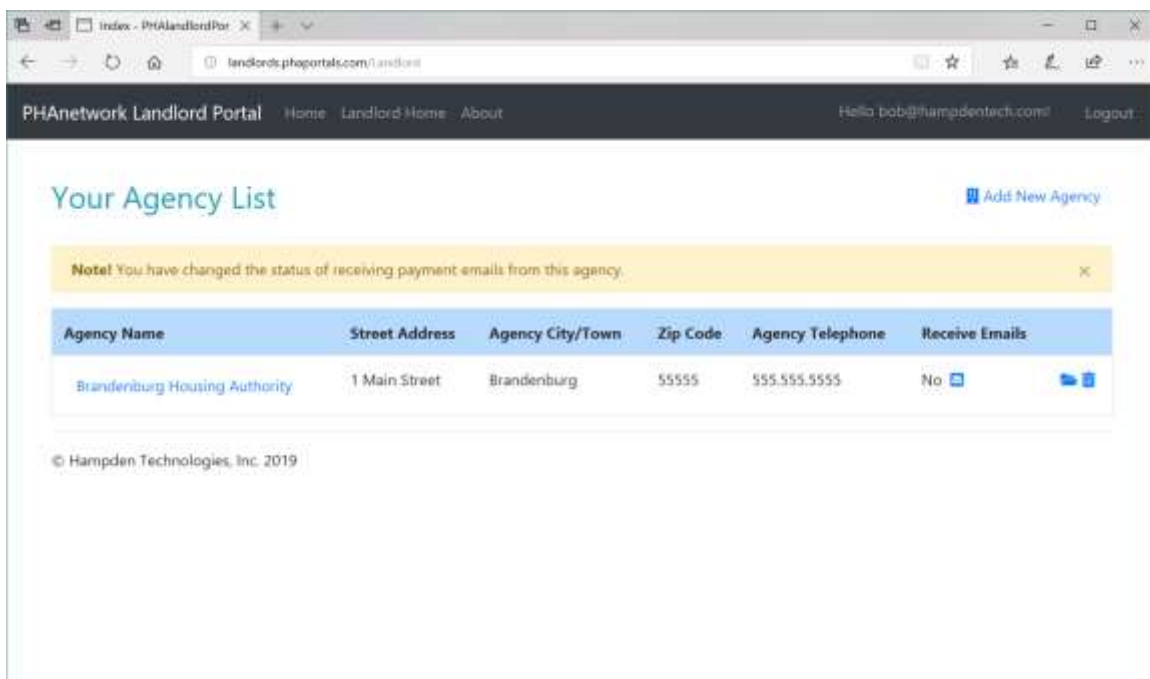 Index - PHAlandlordPor
landlords.phaportals.com/Landlord
PHAnetwork Landlord Portal Home Landlord Home About Hello bob@hampdentech.com! Logout
Your Agency List
Add New Agency
Note! You have changed the status of receiving payment emails from this agency.
Agency Name Street Address Agency City/Town Zip Code Agency Telephone Receive Emails
Brandenburg Housing Authority 1 Main Street Brandenburg 55555 555.555.5555 No
© Hampden Technologies, Inc. 2019